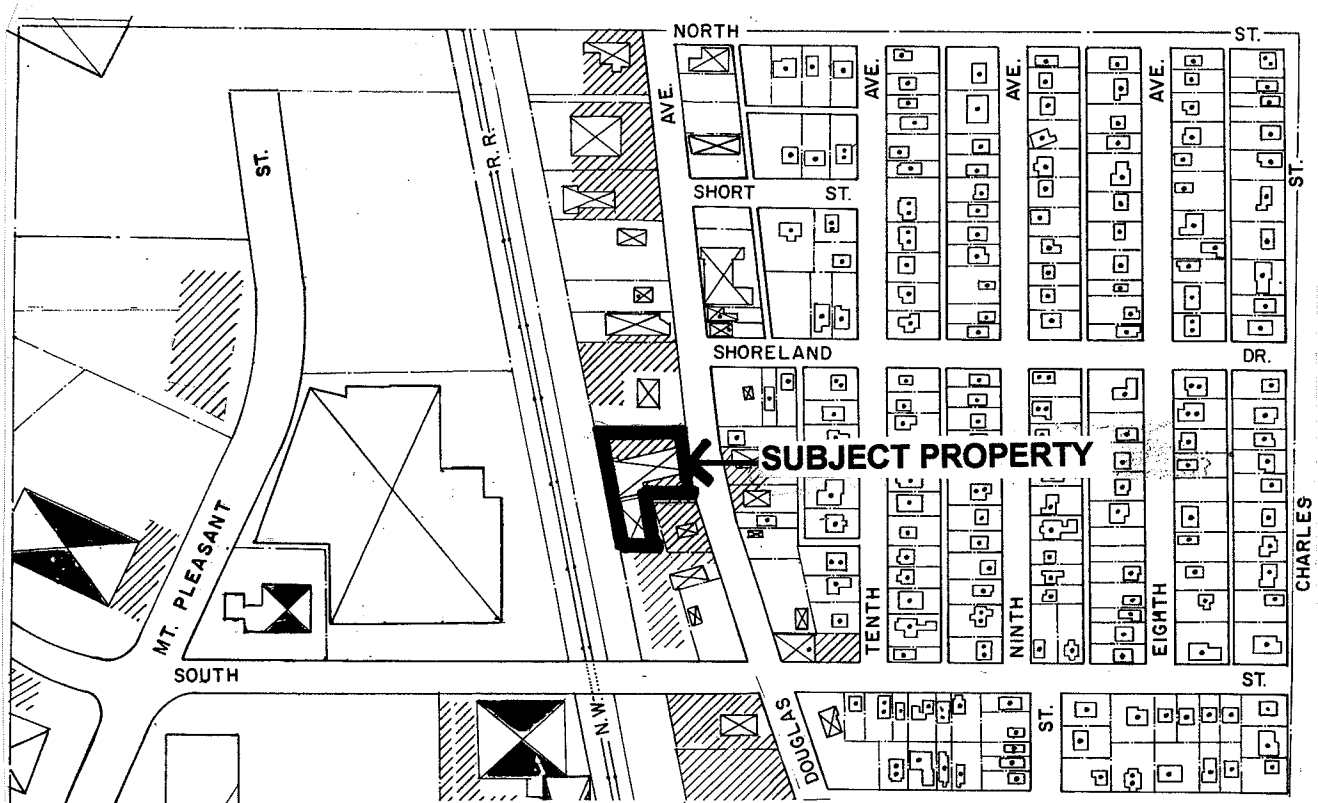 NORTH ST.
AVE.
AVE.
AVE.
AVE.
ST.
R.R.
SHORT ST.
ST.
SHORELAND DR.
SUBJECT PROPERTY
MT. PLEASANT
CHARLES
TENTH
NINTH
EIGHTH
SOUTH ST.
N.W.
DOUGLAS
ST.